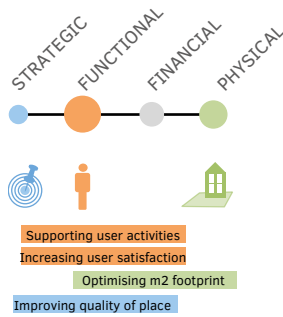 STRATEGIC
FUNCTIONAL
FINANCIAL
PHYSICAL
Supporting user activities
Increasing user satisfaction
Optimising m2 footprint
Improving quality of place